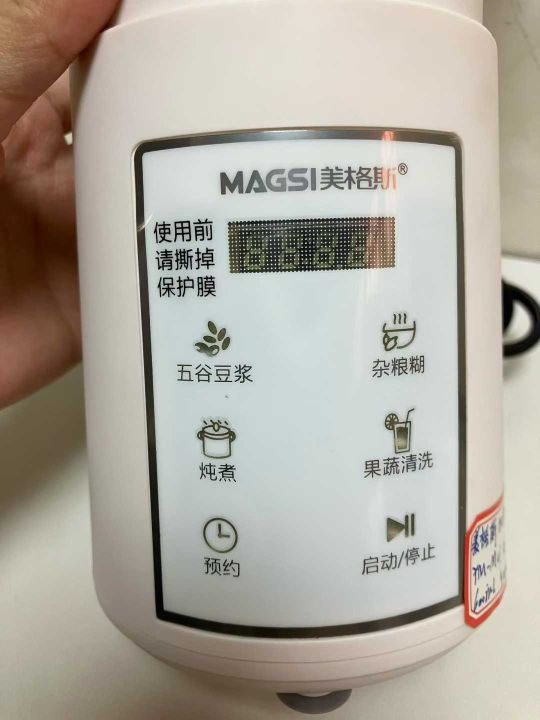 MAGSI美格斯®
使用前
请撕掉
保护膜
五谷豆浆
杂粮糊
炖煮
果蔬清洗
预约
启动/停止